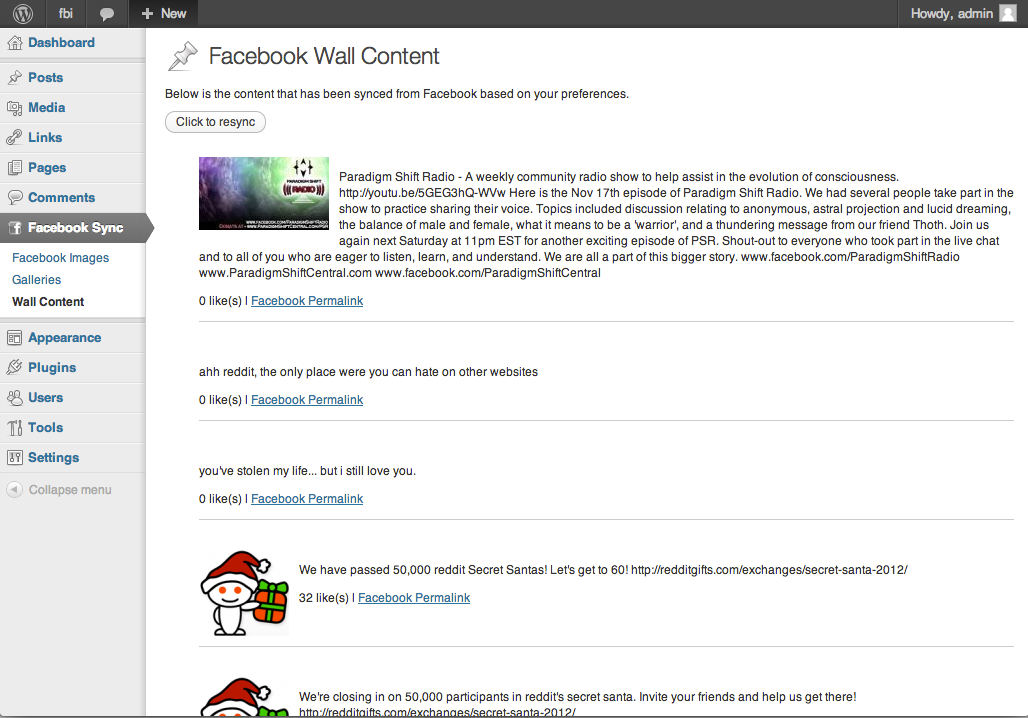 fbi
+ New
Howdy, admin
Dashboard
Posts
Media
Links
Pages
Comments
Facebook Sync
Facebook Images
Galleries
Wall Content
Appearance
Plugins
Users
Tools
Settings
Collapse menu
Facebook Wall Content
Below is the content that has been synced from Facebook based on your preferences.
Click to resync
PARADIGM SHIFT
RADIO
WWW.FACEBOOK.COM/PARADIGMSHIFTRADIO
DONATE AT - WWW.PARADIGMSHIFTCENTRAL.COM/PSR
Paradigm Shift Radio - A weekly community radio show to help assist in the evolution of consciousness.
http://youtu.be/5GEG3hQ-WVw Here is the Nov 17th episode of Paradigm Shift Radio. We had several people take part in the
show to practice sharing their voice. Topics included discussion relating to anonymous, astral projection and lucid dreaming,
the balance of male and female, what it means to be a 'warrior', and a thundering message from our friend Thoth. Join us
again next Saturday at 11pm EST for another exciting episode of PSR. Shout-out to everyone who took part in the live chat
and to all of you who are eager to listen, learn, and understand. We are all a part of this bigger story. www.facebook.com/ParadigmShiftRadio
www.ParadigmShiftCentral.com www.facebook.com/ParadigmShiftCentral
0 like(s) | Facebook Permalink
ahh reddit, the only place were you can hate on other websites
0 like(s) | Facebook Permalink
you've stolen my life... but i still love you.
0 like(s) | Facebook Permalink
We have passed 50,000 reddit Secret Santas! Let's get to 60! http://redditgifts.com/exchanges/secret-santa-2012/
32 like(s) | Facebook Permalink
We're closing in on 50,000 participants in reddit's secret santa. Invite your friends and help us get there!
http://redditgifts.com/exchanges/secret-santa-2012/